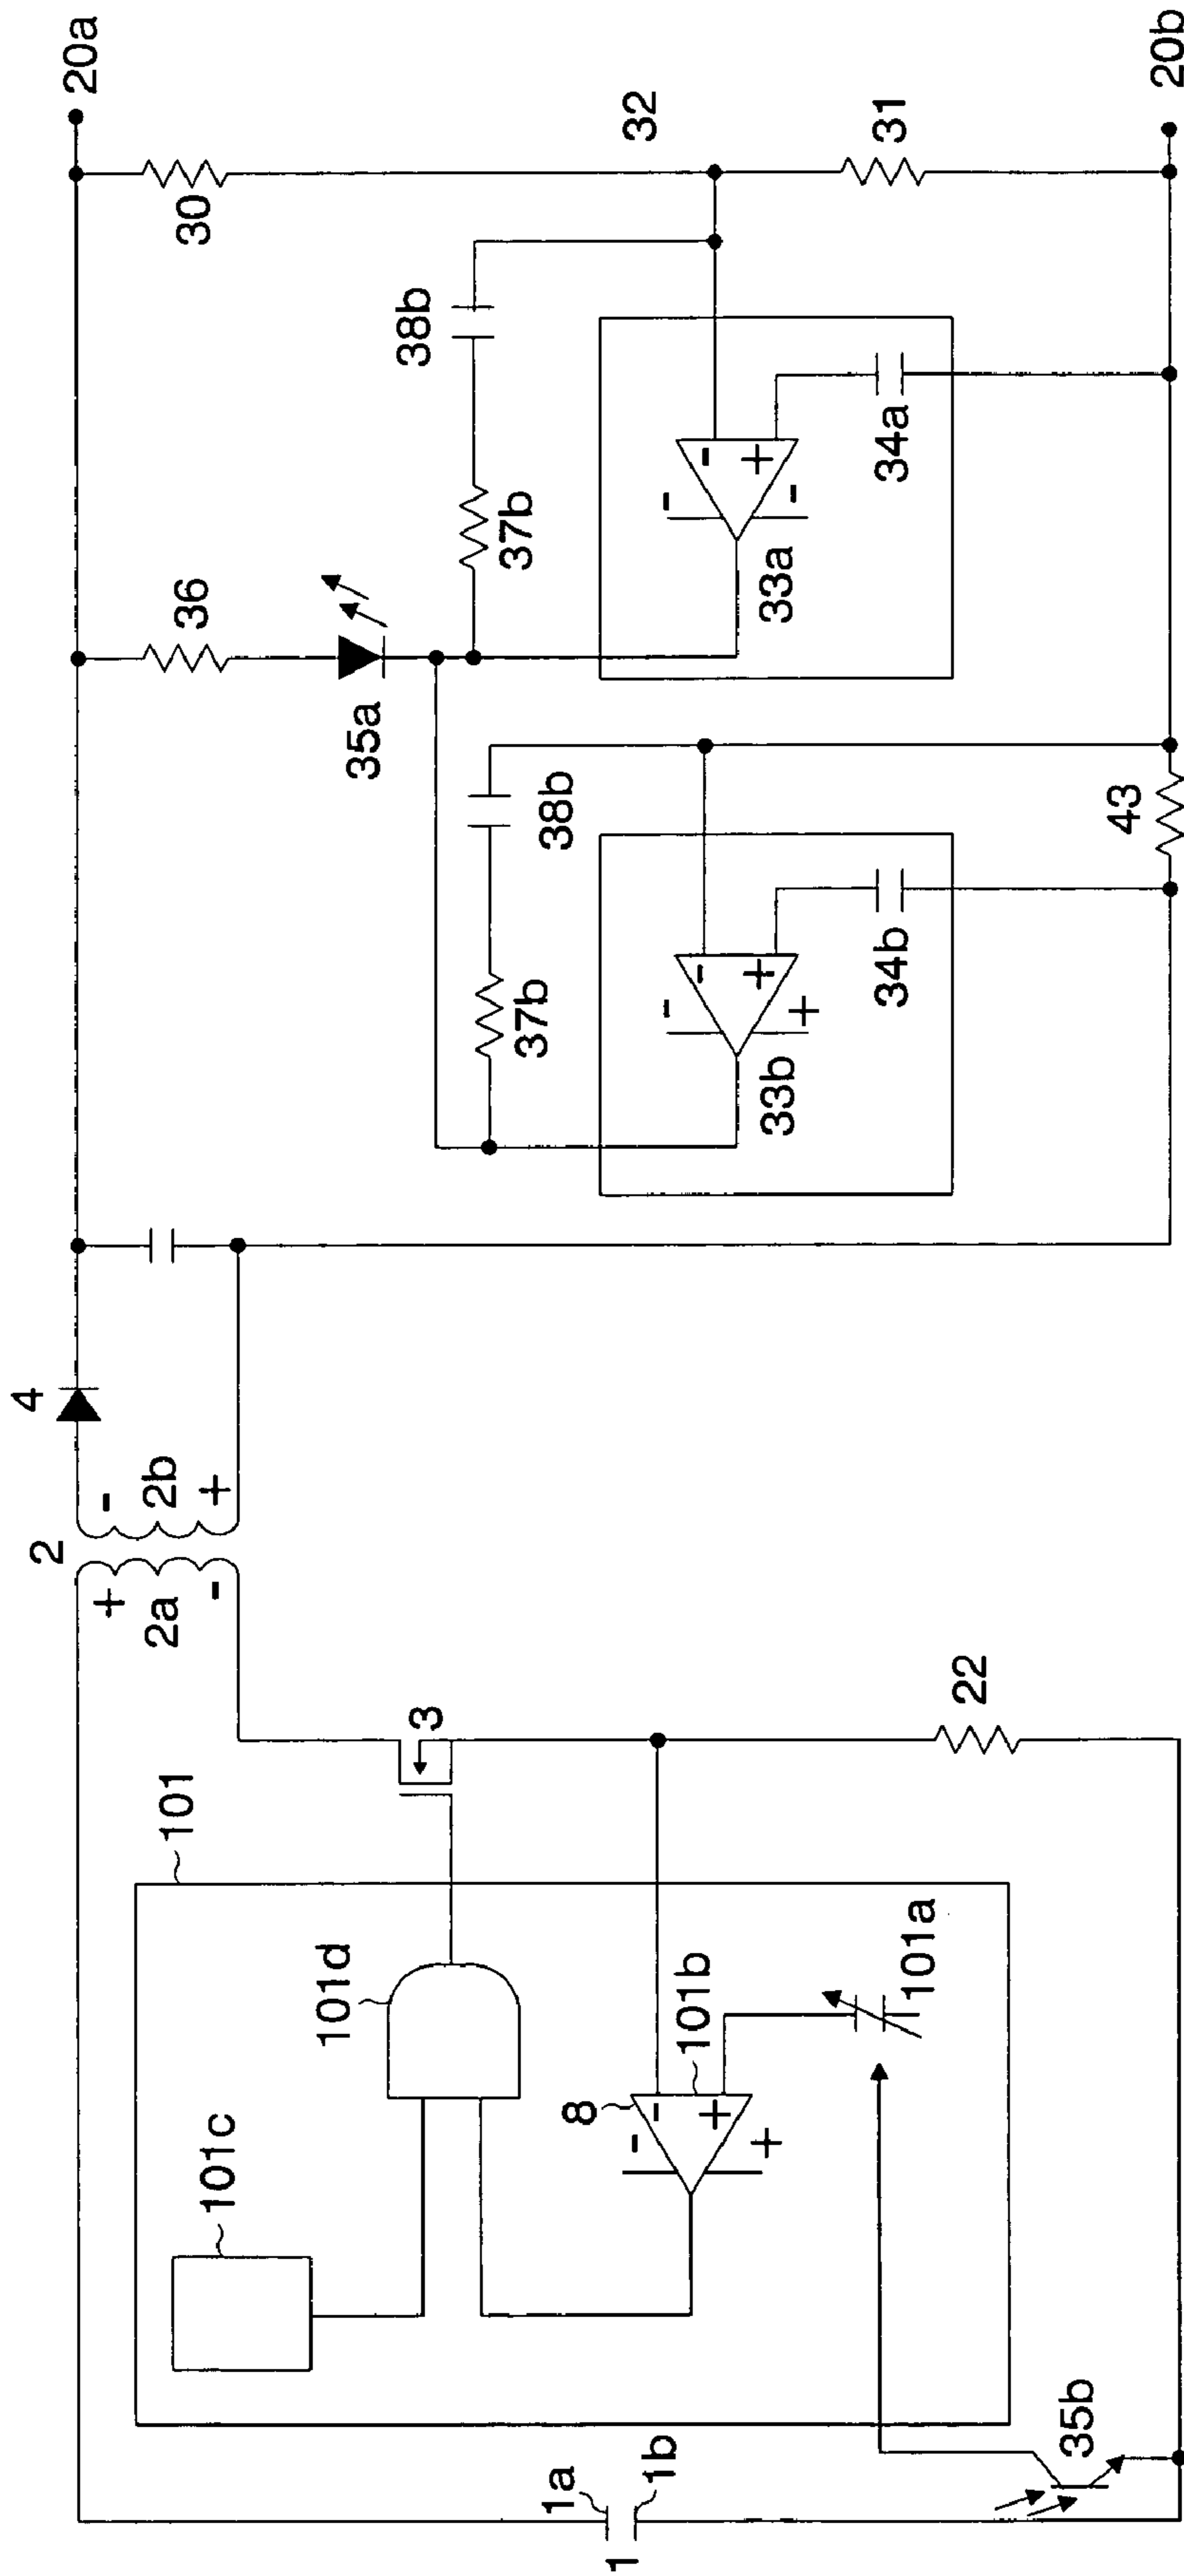 20a
20b
32
30
31
38b
36
37b
-
+
-
-
34a
33a
35a
38b
43
37b
-
+
-
+
34b
33b
4
-
2b
+
2
+
2a
-
3
22
101
101d
101b
101a
8
-
+
-
+
101c
35b
1a
1b
1